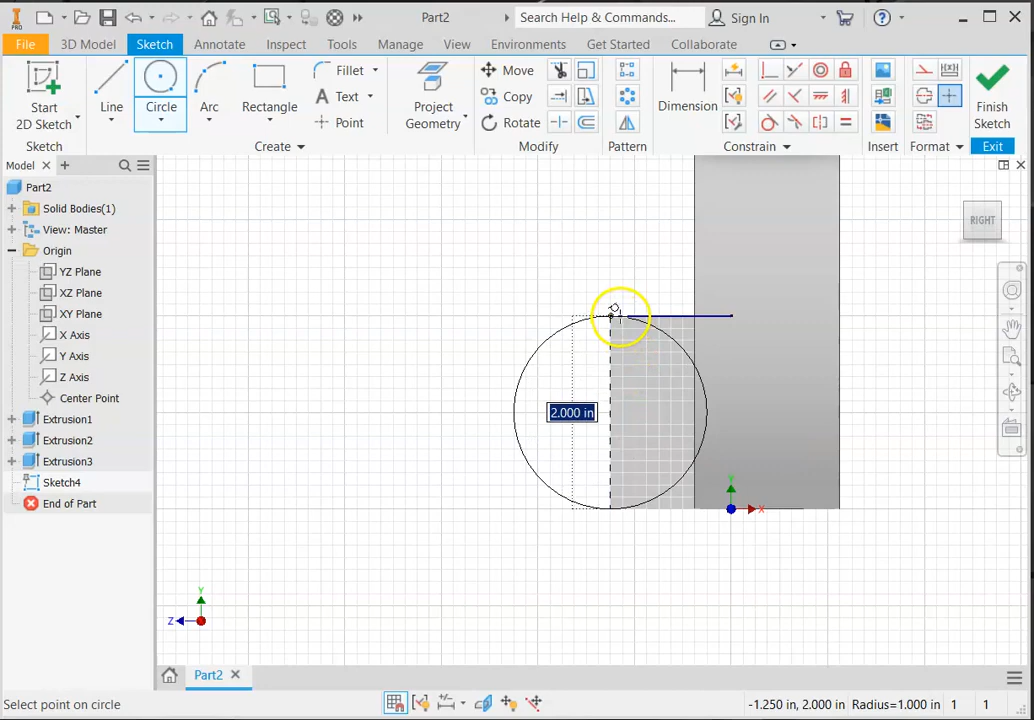 PRO
Part2
Search Help & Commands...
Sign In
File
3D Model
Sketch
Annotate
Inspect
Tools
Manage
View
Environments
Get Started
Collaborate
Start
2D Sketch
Line
Circle
Arc
Rectangle
Fillet
Text
Point
Project
Geometry
Move
Copy
Rotate
Dimension
Finish
Sketch
Create
Modify
Pattern
Constrain
Insert
Format
Exit
Model
Part2
Solid Bodies(1)
View: Master
Origin
YZ Plane
XZ Plane
XY Plane
X Axis
Y Axis
Z Axis
Center Point
Extrusion1
Extrusion2
Extrusion3
Sketch4
End of Part
RIGHT
2.000 in
Y
X
Y
Z
Part2
Select point on circle
-1.250 in, 2.000 in Radius=1.000 in
1
1